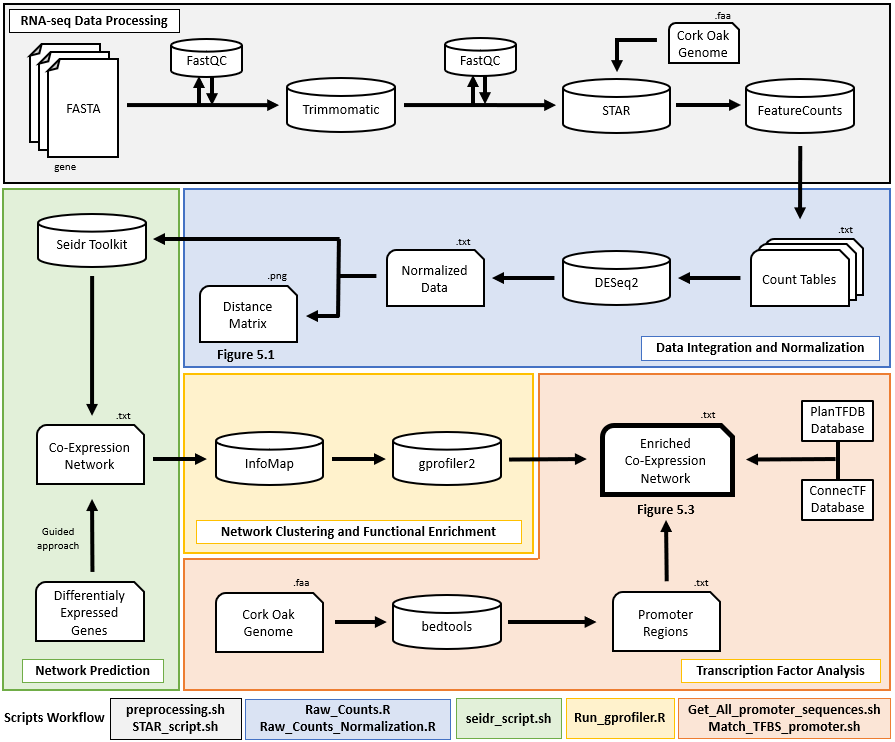 RNA-seq Data Processing
FASTA
gene
FastQC
Trimmomatic
FastQC
STAR
.faa
Cork Oak
Genome
FeatureCounts
Seidr Toolkit
.txt
Co-Expression
Network
Guided
approach
Differentialy
Expressed
Genes
Network Prediction
.txt
Count Tables
DESeq2
.txt
Normalized
Data
.png
Distance
Matrix
Figure 5.1
Data Integration and Normalization
InfoMap
gprofiler2
Network Clustering and Functional Enrichment
.txt
Enriched
Co-Expression
Network
Figure 5.3
PlanTFDB
Database
ConnecTF
Database
.faa
Cork Oak
Genome
bedtools
.txt
Promoter
Regions
Transcription Factor Analysis
Scripts Workflow
preprocessing.sh
STAR_script.sh
Raw_Counts.R
Raw_Counts_Normalization.R
seidr_script.sh
Run_gprofiler.R
Get_All_promoter_sequences.sh
Match_TFBS_promoter.sh